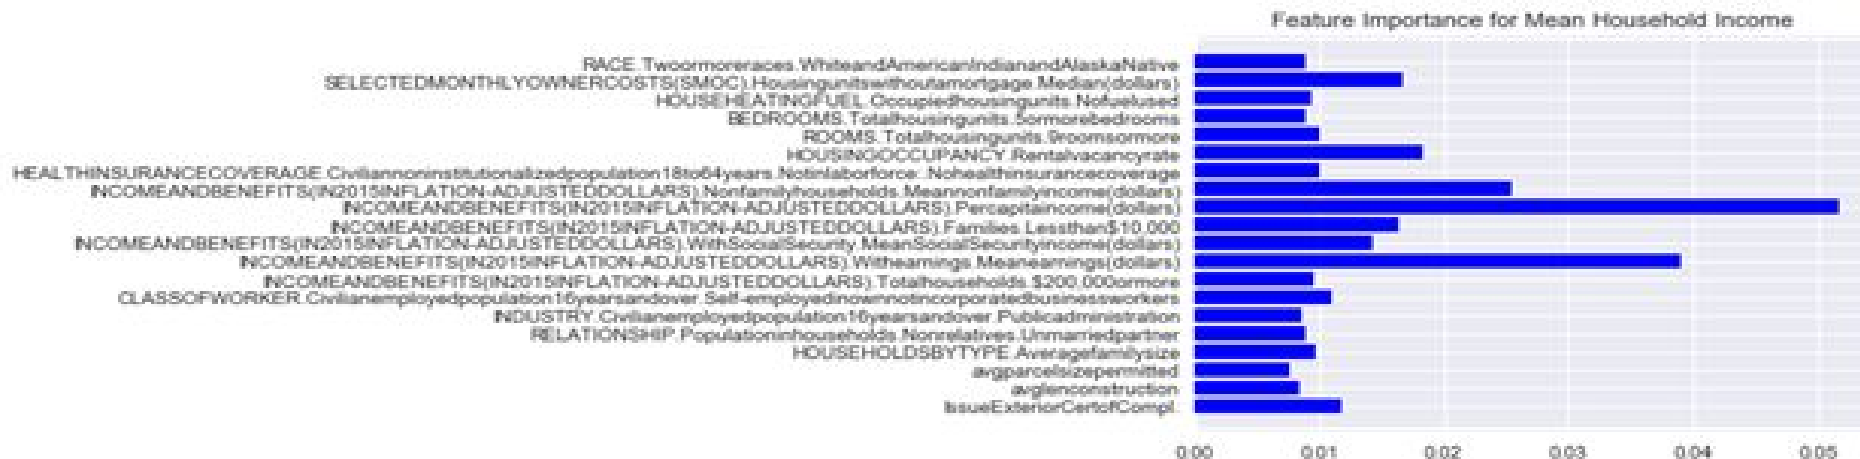 Feature Importance for Mean Household Income
RACE.Twoormoreraces.WhiteandAmericanIndianandAlaskaNative
SELECTEDMONTHLYOWNERCOSTS(SMOC).Housingunitswithoutamortgage.Median(dollars)
HOUSEHEATINGFUEL.Occupiedhousingunits.Nofuelused
BEDROOMS.Totalhousingunits.5ormorebedrooms
ROOMS.Totalhousingunits.9roomsormore
HOUSINGOCCUPANCY.Rentalvacancyrate
HEALTHINSURANCECOVERAGE.Civiliannoninstitutionalizedpopulation18to64years.Notinlaborforce:.Nohealthinsurancecoverage
INCOMEANDBENEFITS(IN2015INFLATION-ADJUSTEDDOLLARS).Nonfamilyhouseholds.Meannonfamilyincome(dollars)
INCOMEANDBENEFITS(IN2015INFLATION-ADJUSTEDDOLLARS).Percapitaincome(dollars)
INCOMEANDBENEFITS(IN2015INFLATION-ADJUSTEDDOLLARS).Families.Lessthan$10,000
INCOMEANDBENEFITS(IN2015INFLATION-ADJUSTEDDOLLARS).WithSocialSecurity.MeanSocialSecurityincome(dollars)
INCOMEANDBENEFITS(IN2015INFLATION-ADJUSTEDDOLLARS).Withearnings.Meanearnings(dollars)
INCOMEANDBENEFITS(IN2015INFLATION-ADJUSTEDDOLLARS).Totalhouseholds.$200,000ormore
CLASSOFWORKER.Civilianemployedpopulation16yearsandover.Self-employedinownnotincorporatedbusinessworkers
INDUSTRY.Civilianemployedpopulation16yearsandover.Publicadministration
RELATIONSHIP.Populationinhouseholds.Nonrelatives.Unmarriedpartner
HOUSEHOLDSBYTYPE.Averagefamilysize
avgparcelsizepermitted
avglenconstruction
IssueExteriorCertofCompl.
0.00 0.01 0.02 0.03 0.04 0.05